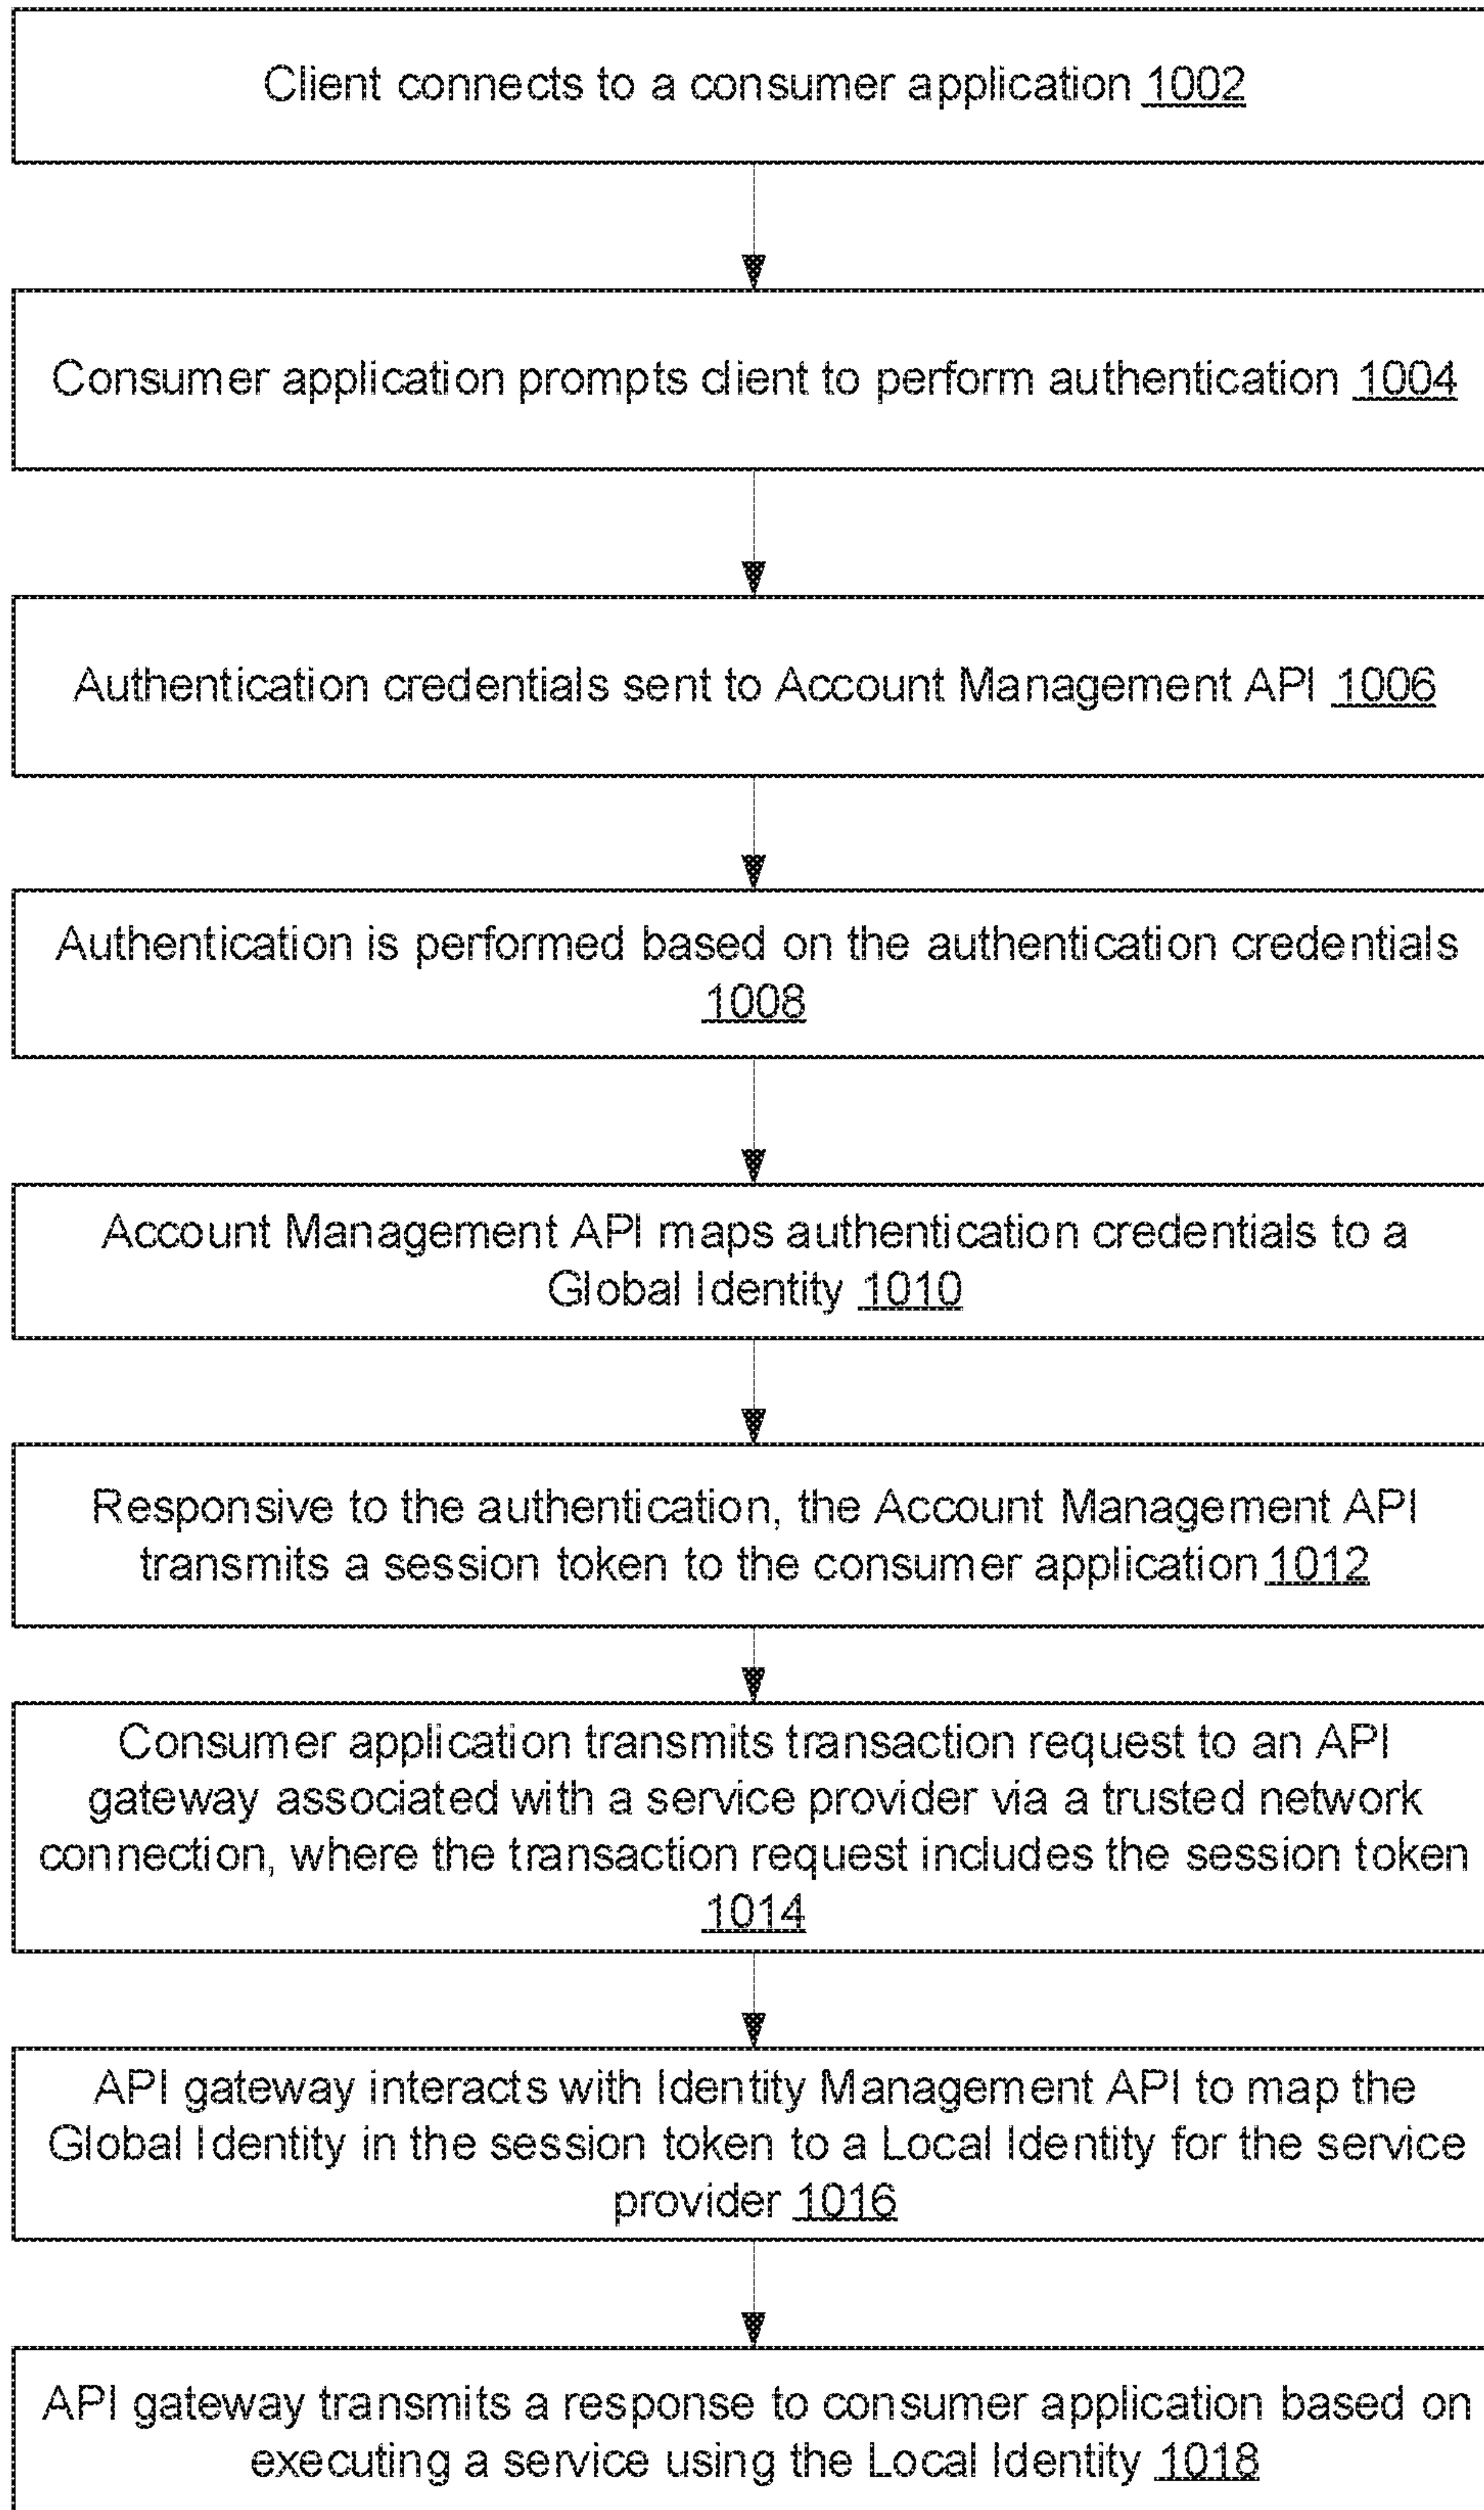 Client connects to a consumer application 1002
Consumer application prompts client to perform authentication 1004
Authentication credentials sent to Account Management API 1006
Authentication is performed based on the authentication credentials
1008
Account Management API maps authentication credentials to a
Global Identity 1010
Responsive to the authentication, the Account Management API
transmits a session token to the consumer application 1012
Consumer application transmits transaction request to an API
gateway associated with a service provider via a trusted network
connection, where the transaction request includes the session token
1014
API gateway interacts with Identity Management API to map the
Global Identity in the session token to a Local Identity for the service
provider 1016
API gateway transmits a response to consumer application based on
executing a service using the Local Identity 1018